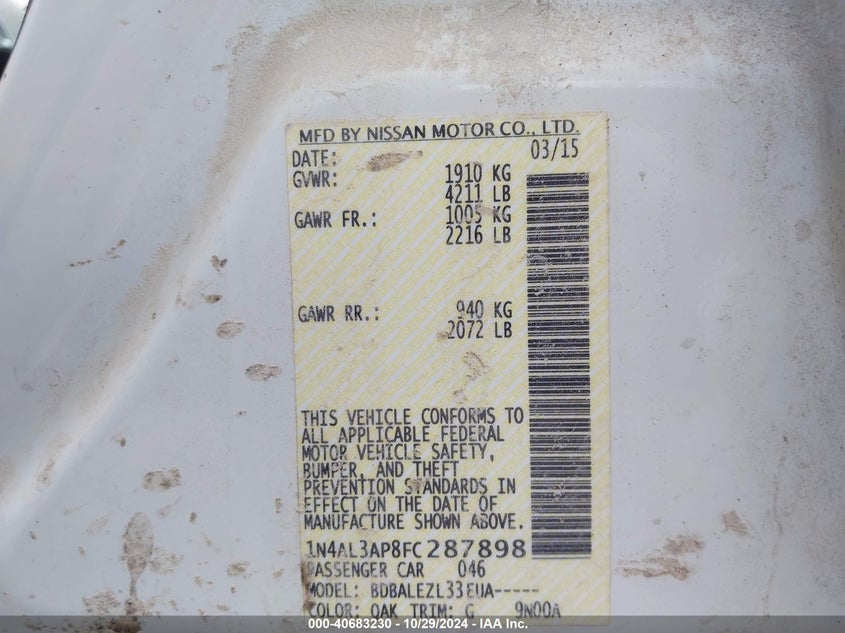 MFD BY NISSAN MOTOR CO., LTD.
DATE: 03/15
GVWR: 1910 KG
4211 LB
GAWR FR.: 1005 KG
2216 LB
GAWR RR.: 940 KG
2072 LB
THIS VEHICLE CONFORMS TO
ALL APPLICABLE FEDERAL
MOTOR VEHICLE SAFETY,
BUMPER, AND THEFT
PREVENTION STANDARDS IN
EFFECT ON THE DATE OF
MANUFACTURE SHOWN ABOVE.
1N4AL3AP8FC287898
PASSENGER CAR 046
MODEL: BDBALEZL33EUA-----
COLOR: QAK TRIM: G 9N00A
000-40683230 - 10/29/2024 - IAA Inc.